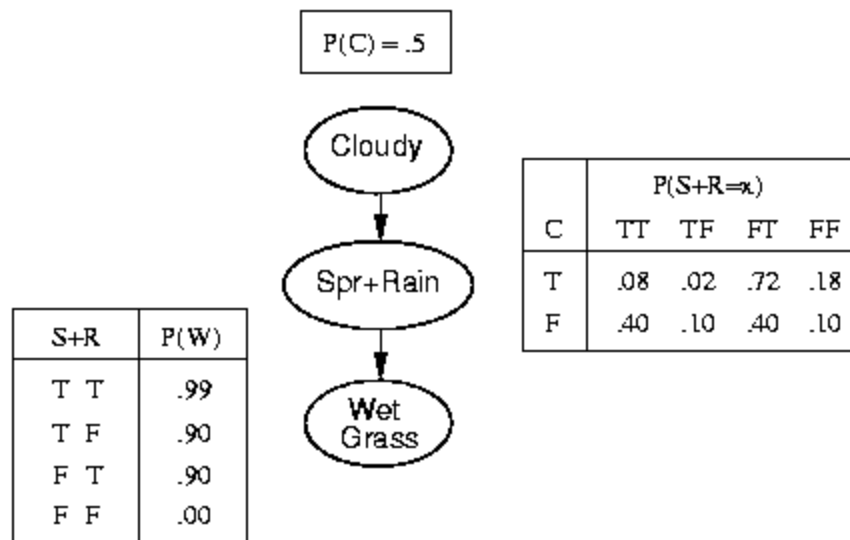 P(C) = .5
Cloudy
P(S+R=x)
C TT TF FT FF
T .08 .02 .72 .18
F .40 .10 .40 .10
Spr+Rain
S+R P(W)
T T .99
T F .90
F T .90
F F .00
Wet
Grass